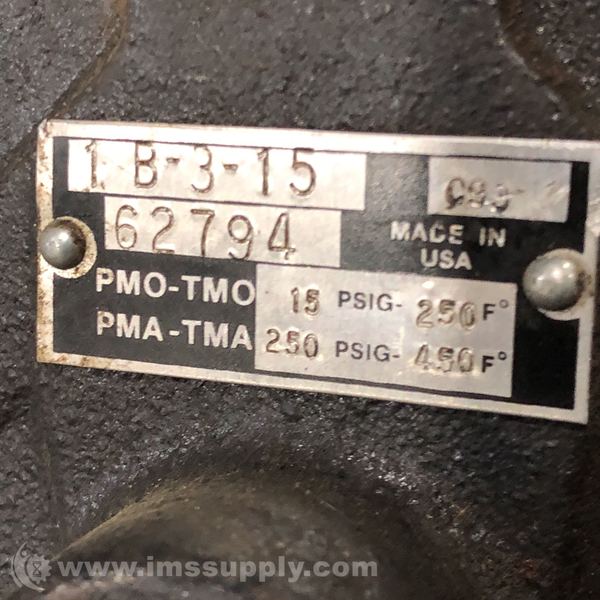 1 B-3-15
62794
MADE IN
USA
PMO-TMO 15 PSIG- 250 F°
PMA-TMA 250 PSIG- 450 F°
www.imssupply.com